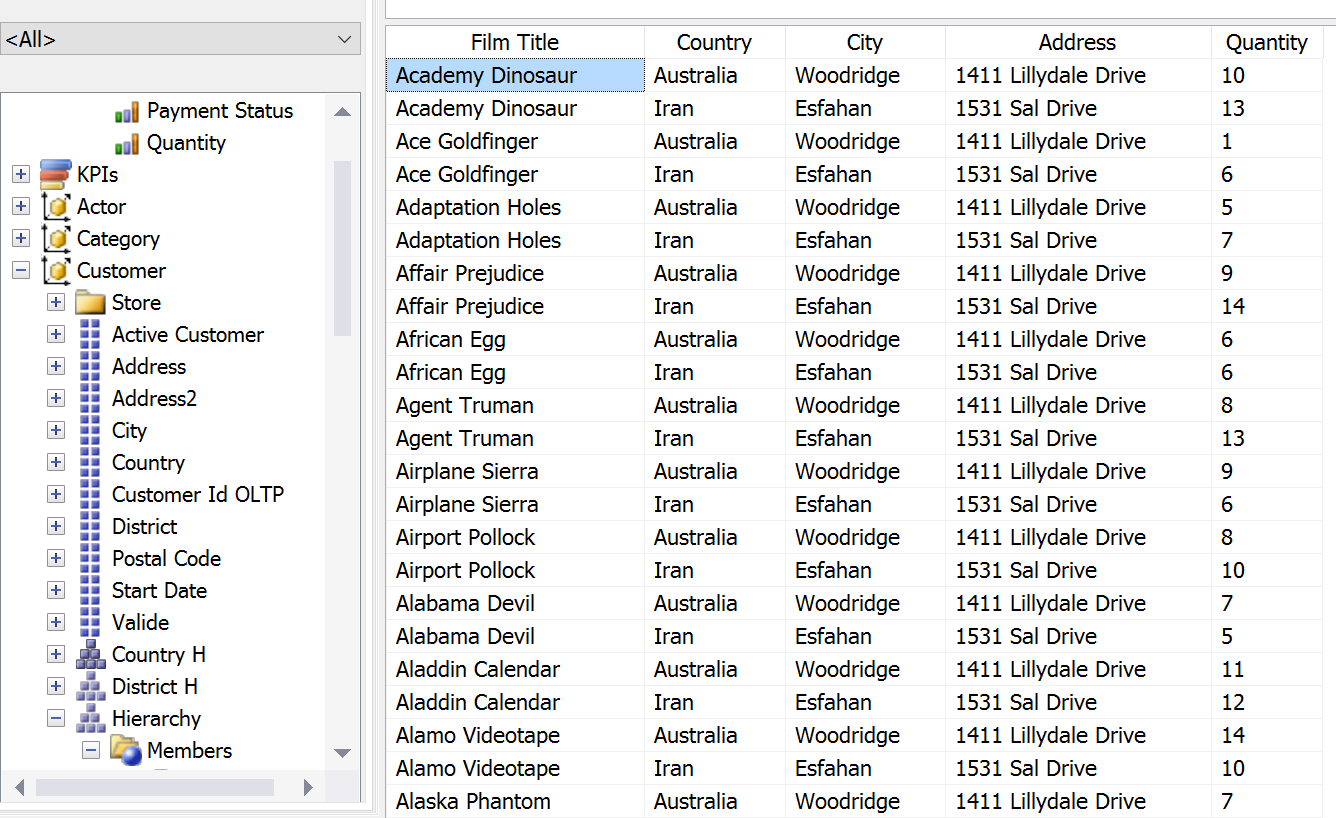 <All>
Payment Status
Quantity
KPIs
Actor
Category
Customer
Store
Active Customer
Address
Address2
City
Country
Customer Id OLTP
District
Postal Code
Start Date
Valide
Country H
District H
Hierarchy
Members
Film Title Country City Address Quantity
Academy Dinosaur Australia Woodridge 1411 Lillydale Drive 10
Academy Dinosaur Iran Esfahan 1531 Sal Drive 13
Ace Goldfinger Australia Woodridge 1411 Lillydale Drive 1
Ace Goldfinger Iran Esfahan 1531 Sal Drive 6
Adaptation Holes Australia Woodridge 1411 Lillydale Drive 5
Adaptation Holes Iran Esfahan 1531 Sal Drive 7
Affair Prejudice Australia Woodridge 1411 Lillydale Drive 9
Affair Prejudice Iran Esfahan 1531 Sal Drive 14
African Egg Australia Woodridge 1411 Lillydale Drive 6
African Egg Iran Esfahan 1531 Sal Drive 6
Agent Truman Australia Woodridge 1411 Lillydale Drive 8
Agent Truman Iran Esfahan 1531 Sal Drive 13
Airplane Sierra Australia Woodridge 1411 Lillydale Drive 9
Airplane Sierra Iran Esfahan 1531 Sal Drive 6
Airport Pollock Australia Woodridge 1411 Lillydale Drive 8
Airport Pollock Iran Esfahan 1531 Sal Drive 10
Alabama Devil Australia Woodridge 1411 Lillydale Drive 7
Alabama Devil Iran Esfahan 1531 Sal Drive 5
Aladdin Calendar Australia Woodridge 1411 Lillydale Drive 11
Aladdin Calendar Iran Esfahan 1531 Sal Drive 12
Alamo Videotape Australia Woodridge 1411 Lillydale Drive 14
Alamo Videotape Iran Esfahan 1531 Sal Drive 10
Alaska Phantom Australia Woodridge 1411 Lillydale Drive 7